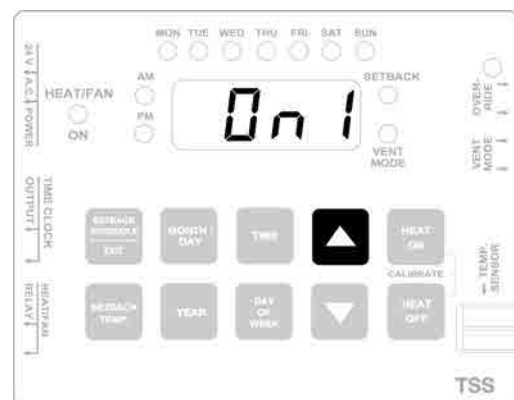 MON TUE WED THU FRI SAT SUN
24 V A.C. POWER
HEAT/FAN
ON
AM
PM
On 1
SETBACK
VENT
MODE
OVER-
RIDE
VENT
MODE
TIME CLOCK
OUTPUT
SETBACK
SCHEDULE
EXIT
MONTH
DAY
TIME
HEAT
ON
CALIBRATE
TEMP.
SENSOR
HEAT/FAN
RELAY
SETBACK
TEMP.
YEAR
DAY
OF
WEEK
HEAT
OFF
TSS